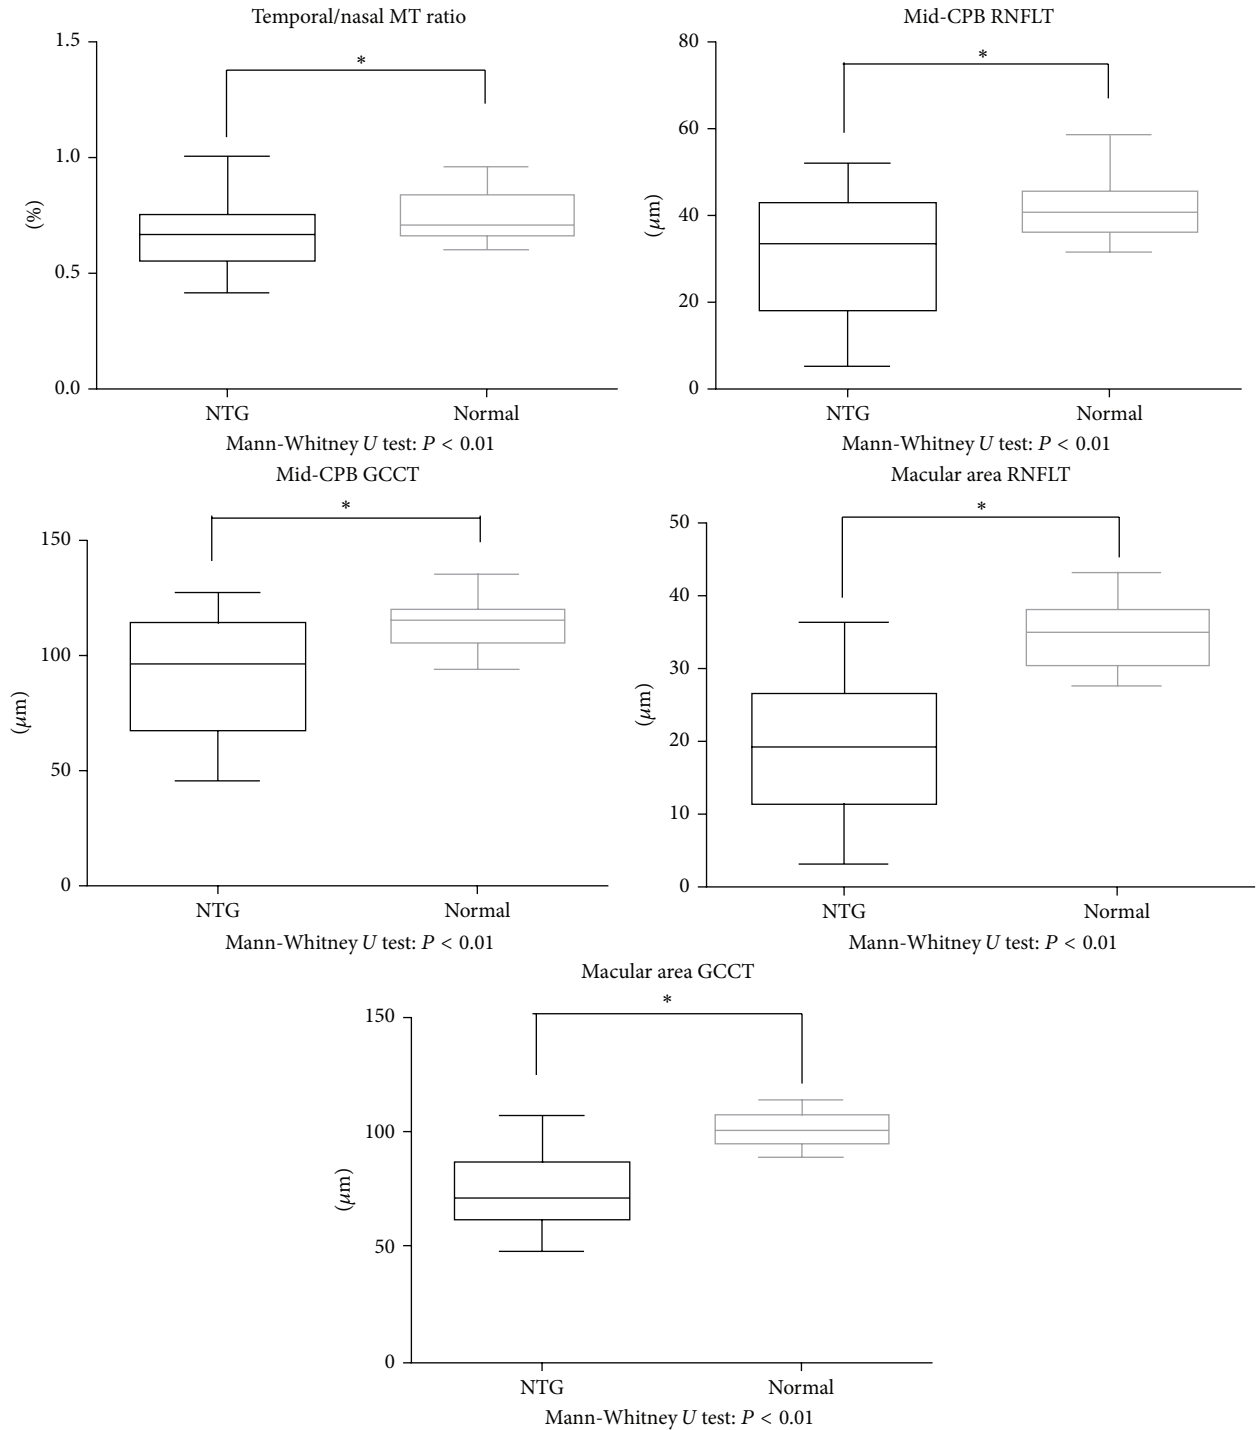 Temporal/nasal MT ratio
1.5
1.0
0.5
0.0
(%)
*
NTG Normal
Mann-Whitney U test: P < 0.01
Mid-CPB RNFLT
80
60
40
20
0
(μm)
*
NTG Normal
Mann-Whitney U test: P < 0.01
Mid-CPB GCCT
150
100
50
0
(μm)
*
NTG Normal
Mann-Whitney U test: P < 0.01
Macular area RNFLT
50
40
30
20
10
0
(μm)
*
NTG Normal
Mann-Whitney U test: P < 0.01
Macular area GCCT
150
100
50
0
(μm)
*
NTG Normal
Mann-Whitney U test: P < 0.01